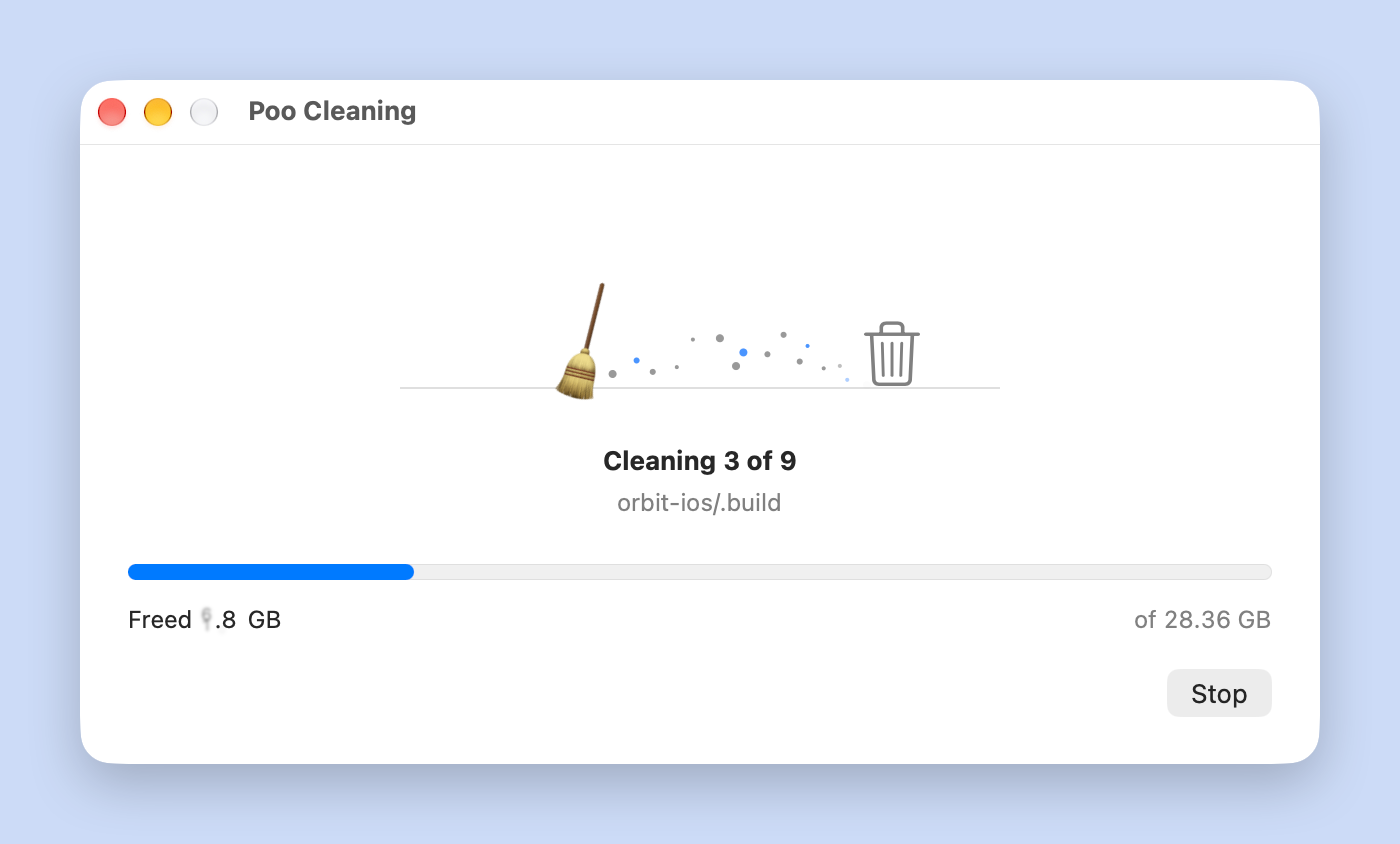 Poo Cleaning
Cleaning 3 of 9
orbit-ios/.build
Freed .8 GB
of 28.36 GB
Stop